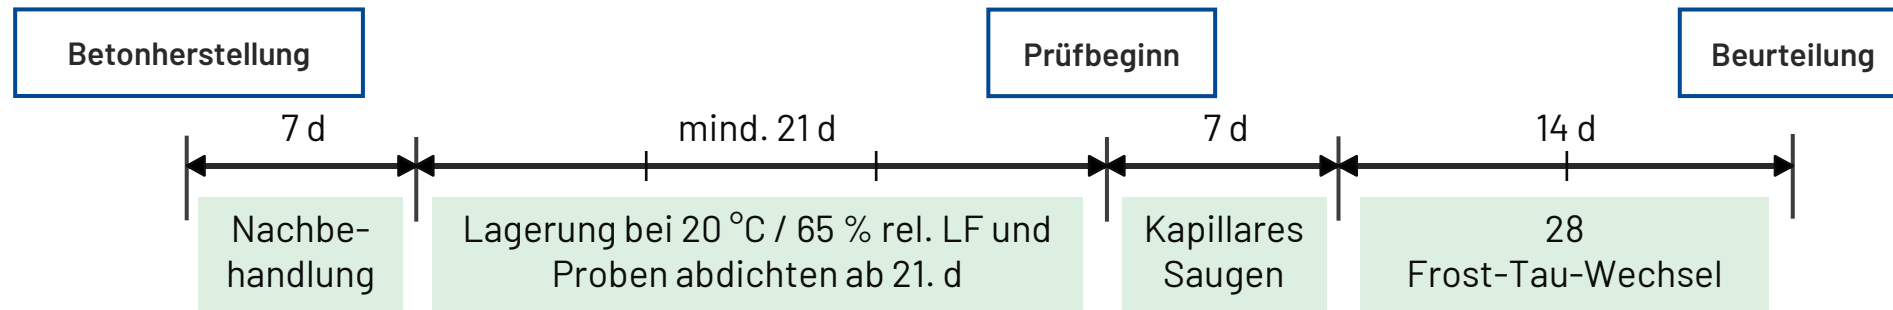 Betonherstellung
Prüfbeginn
Beurteilung
7 d
mind. 21 d
7 d
14 d
Nachbe-
handlung
Lagerung bei 20 °C / 65 % rel. LF und
Proben abdichten ab 21. d
Kapillares
Saugen
28
Frost-Tau-Wechsel